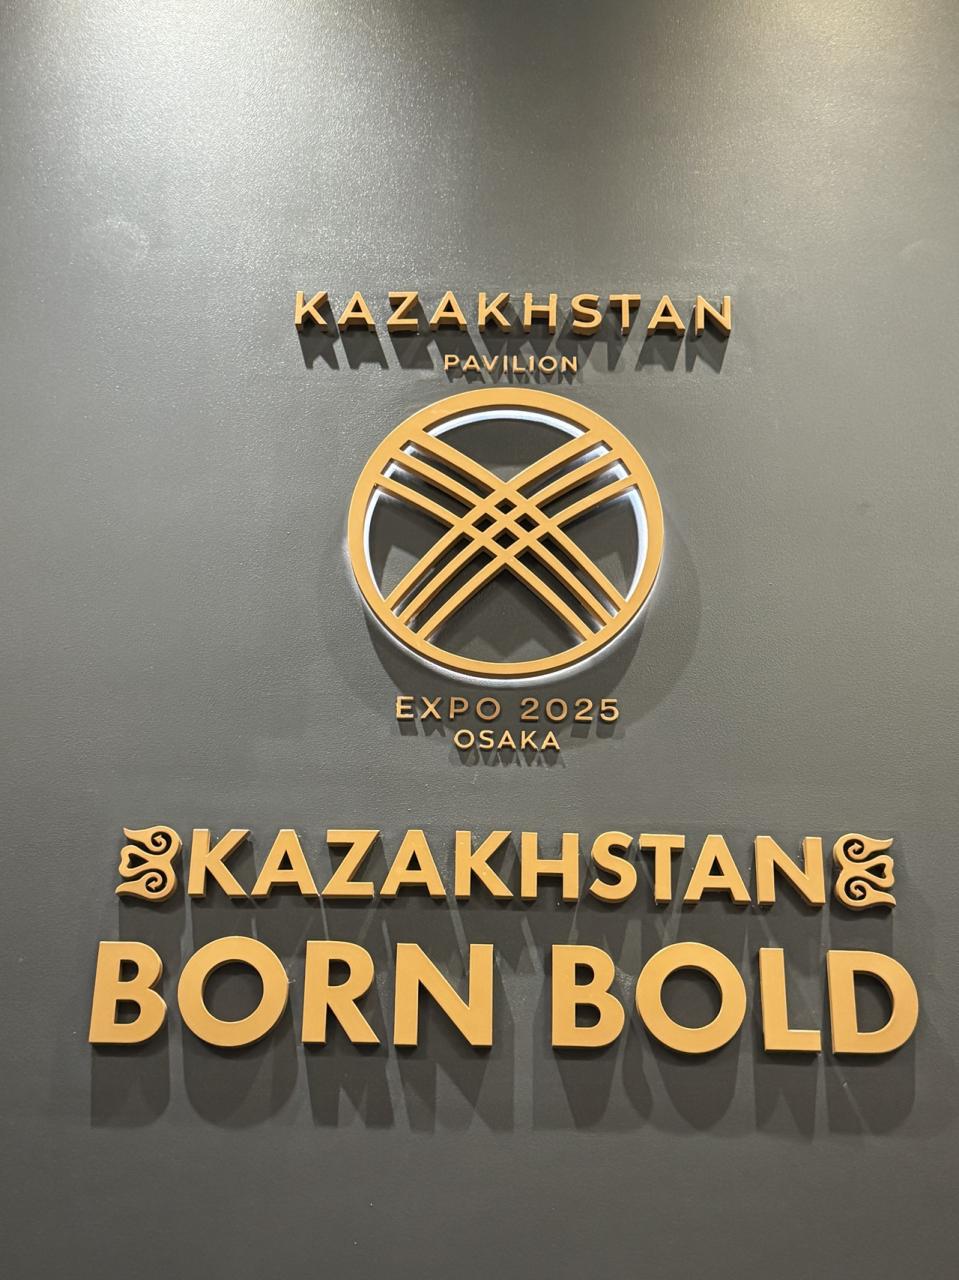 KAZAKHSTAN
PAVILION
EXPO 2025
OSAKA
KAZAKHSTAN
BORN BOLD